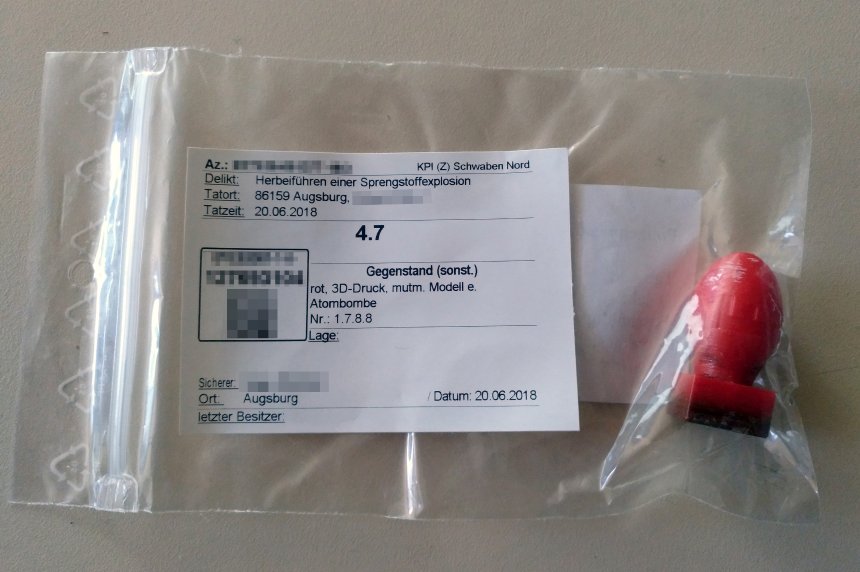 Az.: KPI (Z) Schwaben Nord
Delikt: Herbeiführen einer Sprengstoffexplosion
Tatort: 86159 Augsburg,
Tatzeit: 20.06.2018
4.7
Gegenstand (sonst.)
rot, 3D-Druck, mutm. Modell e.
Atombombe
Nr.: 1.7.8.8
Lage:
Sicherer:
Ort: Augsburg / Datum: 20.06.2018
letzter Besitzer: